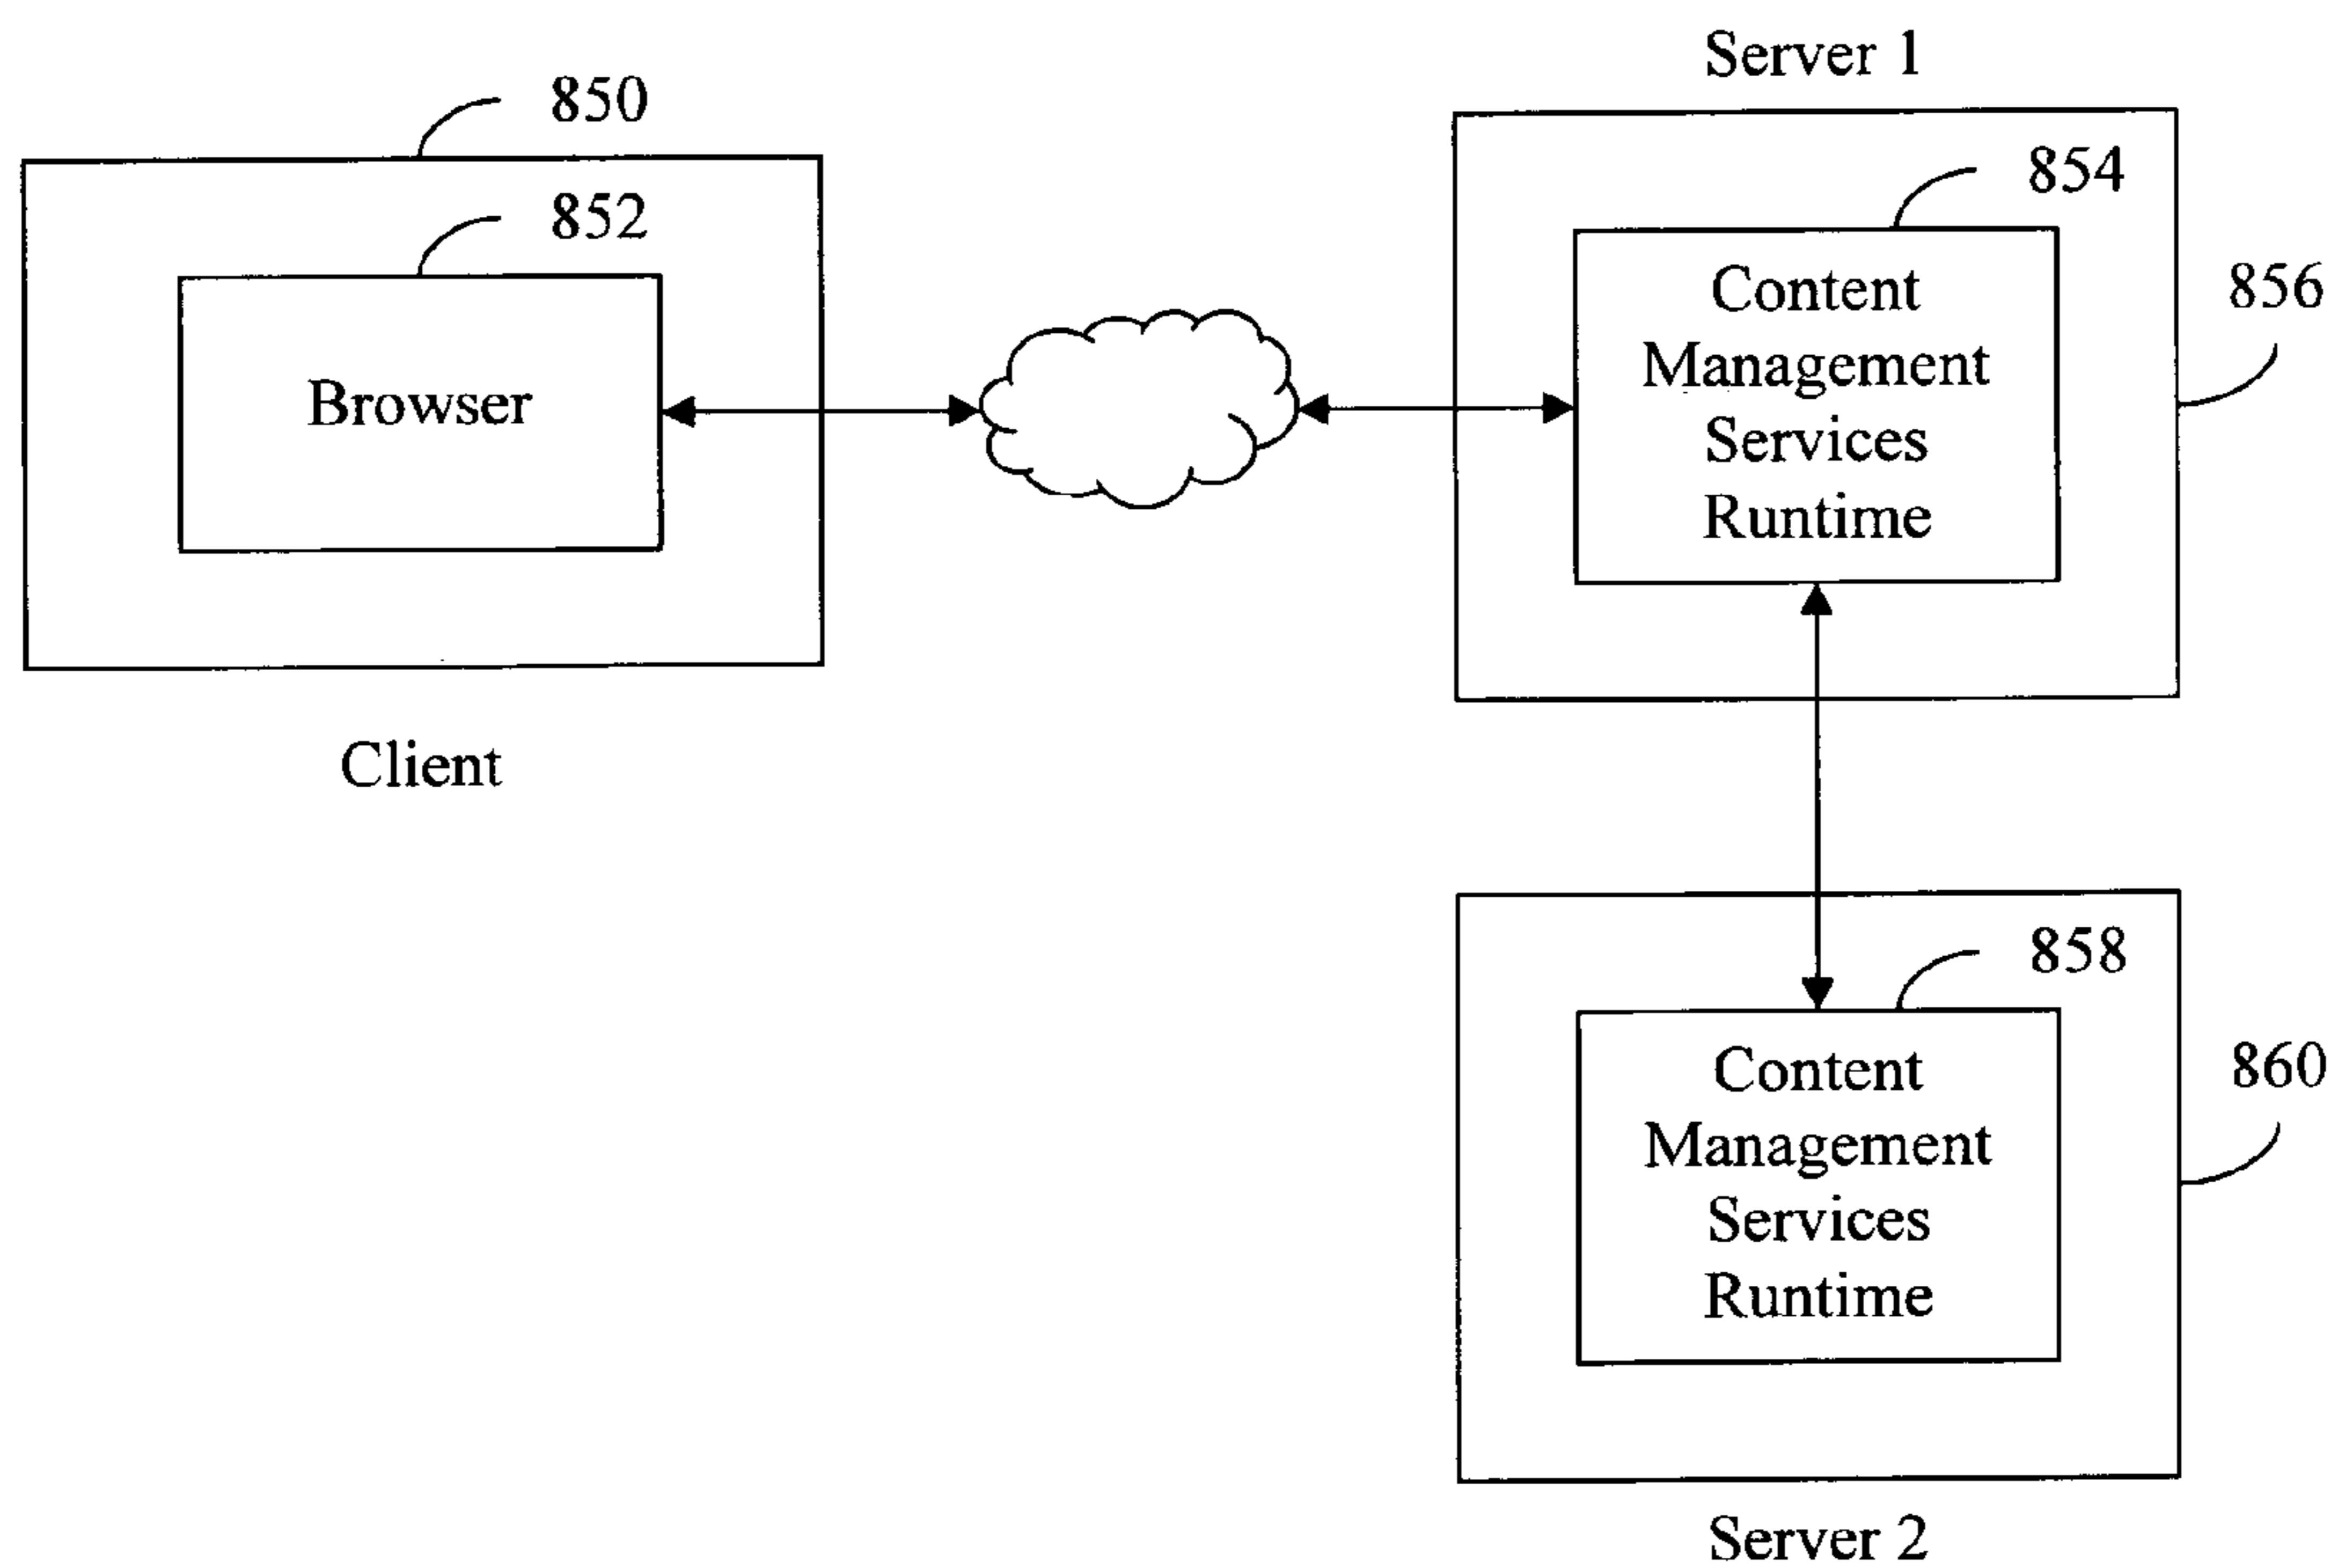 850
852
Browser
Client
Server 1
854
856
Content
Management
Services
Runtime
858
860
Content
Management
Services
Runtime
Server 2